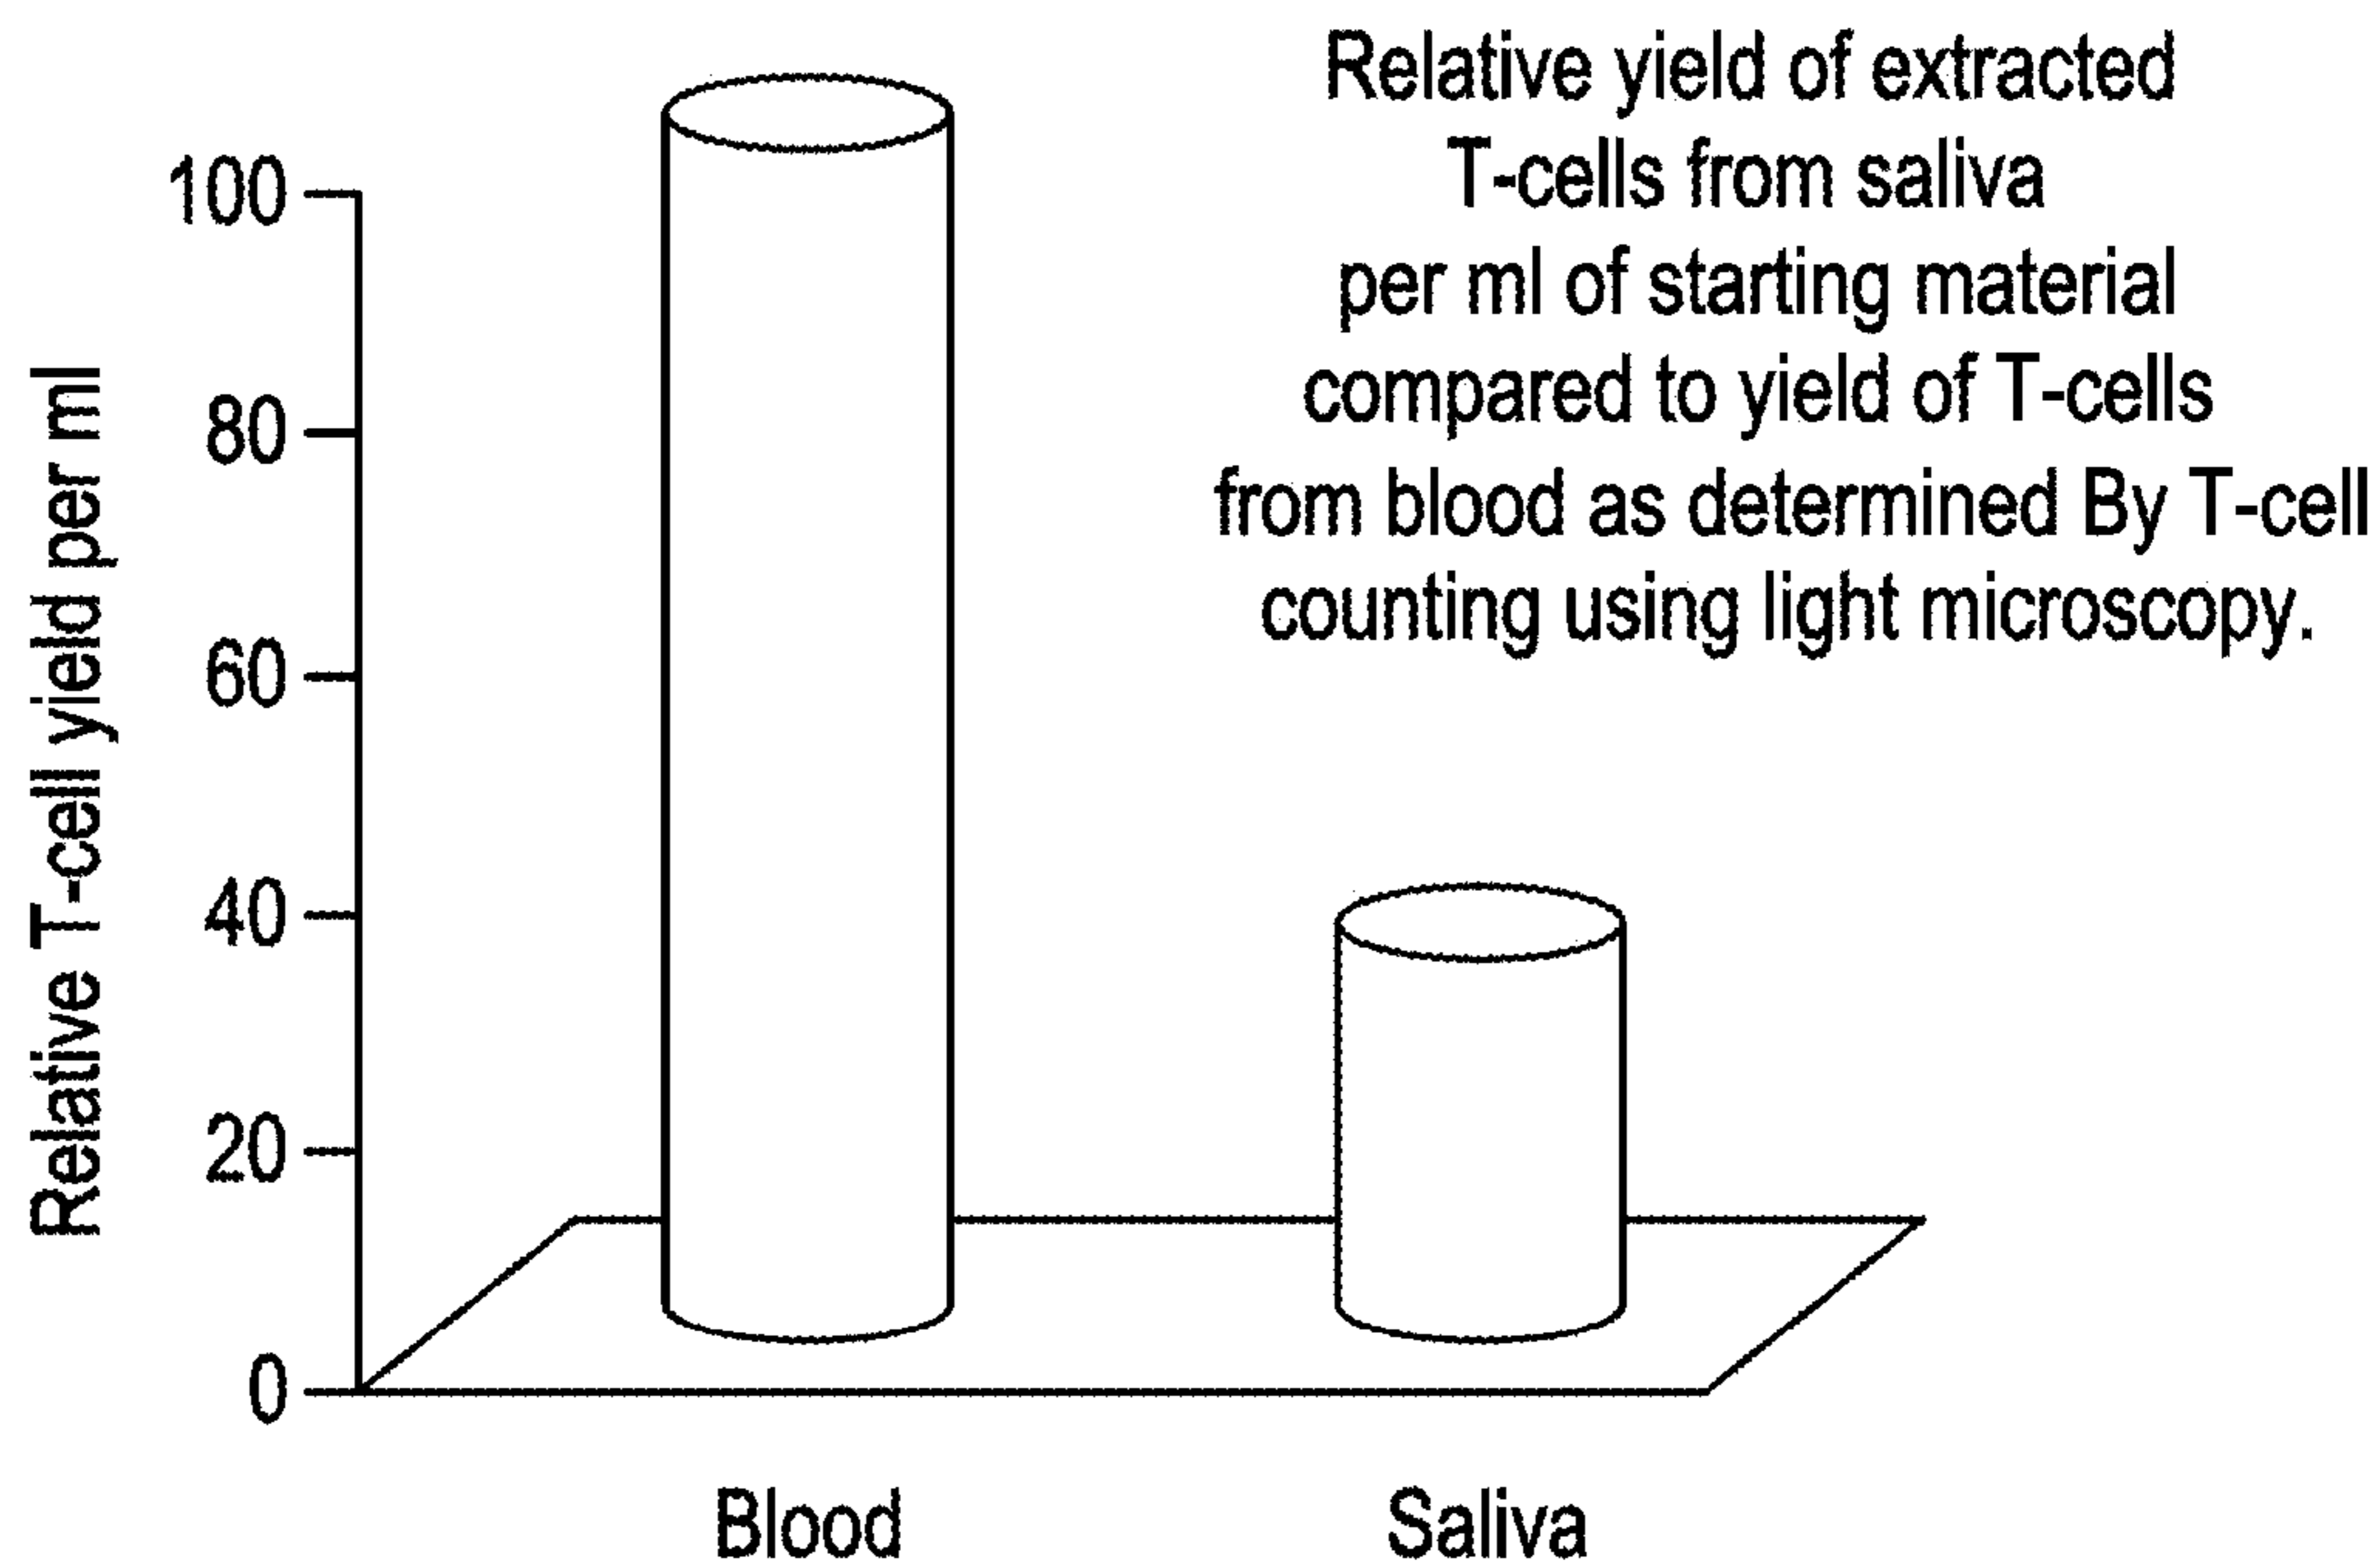 Relative yield of extracted
T-cells from saliva
per ml of starting material
compared to yield of T-cells
from blood as determined By T-cell
counting using light microscopy.
Relative T-cell yield per ml
100
80
60
40
20
0
Blood
Saliva